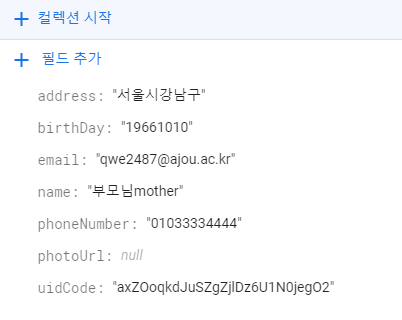 + 컬렉션 시작
+ 필드 추가
address: "서울시강남구"
birthDay: "19661010"
email: "qwe2487@ajou.ac.kr"
name: "부모님mother"
phoneNumber: "01033334444"
photoUrl: null
uidCode: "axZOoqkdJuSZgZjlDz6U1N0jegO2"